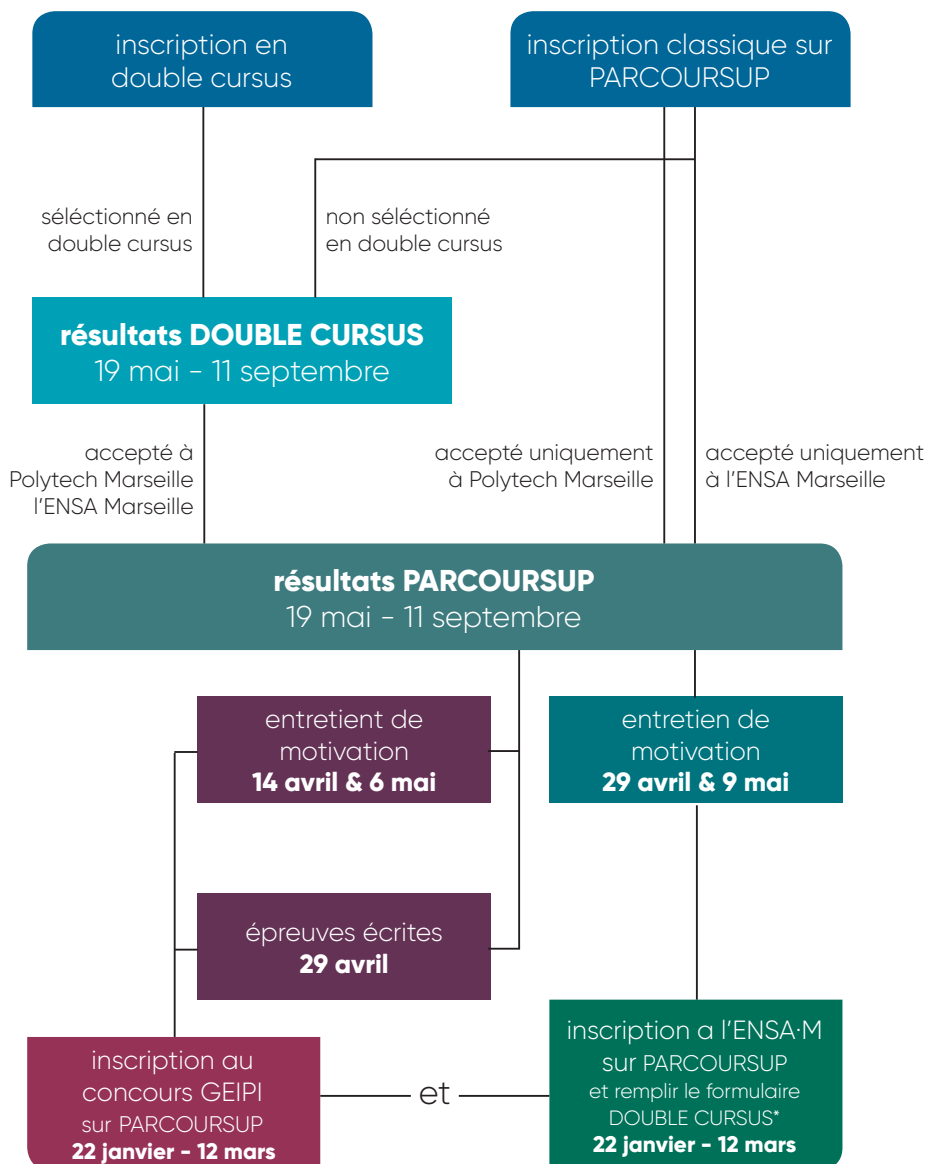 inscription en
double cursus
inscription classique sur
PARCOURSUP
séléctionné en
double cursus
non séléctionné
en double cursus
résultats DOUBLE CURSUS
19 mai - 11 septembre
accepté à
Polytech Marseille
l'ENSA Marseille
accepté uniquement
à Polytech Marseille
accepté uniquement
à l'ENSA Marseille
résultats PARCOURSUP
19 mai - 11 septembre
entretient de
motivation
14 avril & 6 mai
entretien de
motivation
29 avril & 9 mai
épreuves écrites
29 avril
inscription au
concours GEIPI
sur PARCOURSUP
22 janvier - 12 mars
et
inscription a l'ENSA·M
sur PARCOURSUP
et remplir le formulaire
DOUBLE CURSUS*
22 janvier - 12 mars